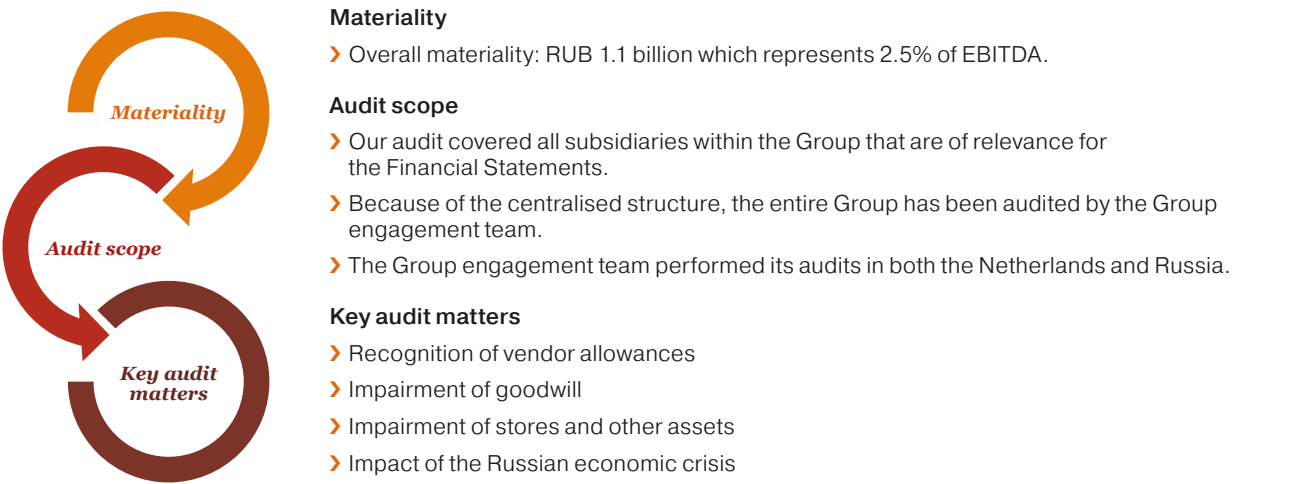 Materiality
Audit scope
Key audit
matters
Materiality
› Overall materiality: RUB 1.1 billion which represents 2.5% of EBITDA.
Audit scope
› Our audit covered all subsidiaries within the Group that are of relevance for
the Financial Statements.
› Because of the centralised structure, the entire Group has been audited by the Group
engagement team.
› The Group engagement team performed its audits in both the Netherlands and Russia.
Key audit matters
› Recognition of vendor allowances
› Impairment of goodwill
› Impairment of stores and other assets
› Impact of the Russian economic crisis